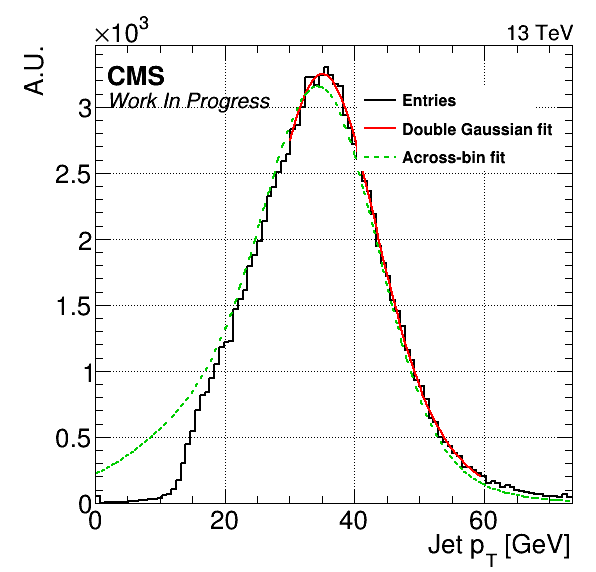 ×10³
13 TeV
A.U.
CMS
Work In Progress
Entries
Double Gaussian fit
Across-bin fit
3
2.5
2
1.5
1
0.5
0
0 20 40 60
Jet p_T [GeV]